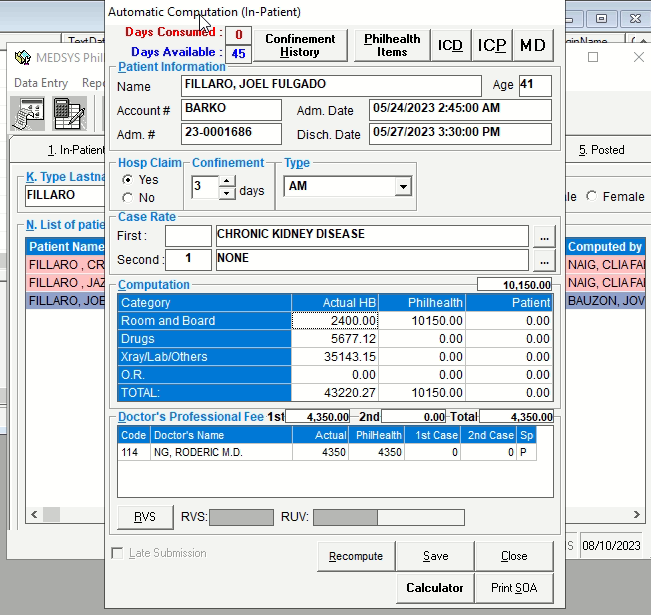 Automatic Computation (In-Patient)
Days Consumed : 0
Days Available : 45
Confinement History
Philhealth Items
ICD
ICP
MD
Patient Information
Name FILLARO, JOEL FULGADO Age 41
Account # BARKO Adm. Date 05/24/2023 2:45:00 AM
Adm. # 23-0001686 Disch. Date 05/27/2023 3:30:00 PM
Hosp Claim Confinement Type
Yes 3 days AM
No
Case Rate
First : CHRONIC KIDNEY DISEASE ...
Second : 1 NONE ...
Computation 10,150.00
Category Actual HB Philhealth Patient
Room and Board 2400.00 10150.00 0.00
Drugs 5677.12 0.00 0.00
Xray/Lab/Others 35143.15 0.00 0.00
O.R. 0.00 0.00 0.00
TOTAL: 43220.27 10150.00 0.00
Doctor's Professional Fee 1st 4,350.00 2nd 0.00 Total 4,350.00
Code Doctor's Name Actual PhilHealth 1st Case 2nd Case Sp
114 NG, RODERIC M.D. 4350 4350 0 0 P
RVS RVS: RUV:
Late Submission
Recompute Save Close
Calculator Print SOA
MEDSYS Phil
Data Entry
1. In-Patient
5. Posted
K. Type Lastna
FILLARO
Female
N. List of patie
Patient Name Computed by
FILLARO , CR NAIG, CLIA FAI
FILLARO , JAZ NAIG, CLIA FAI
FILLARO, JOE BAUZON, JOV
08/10/2023